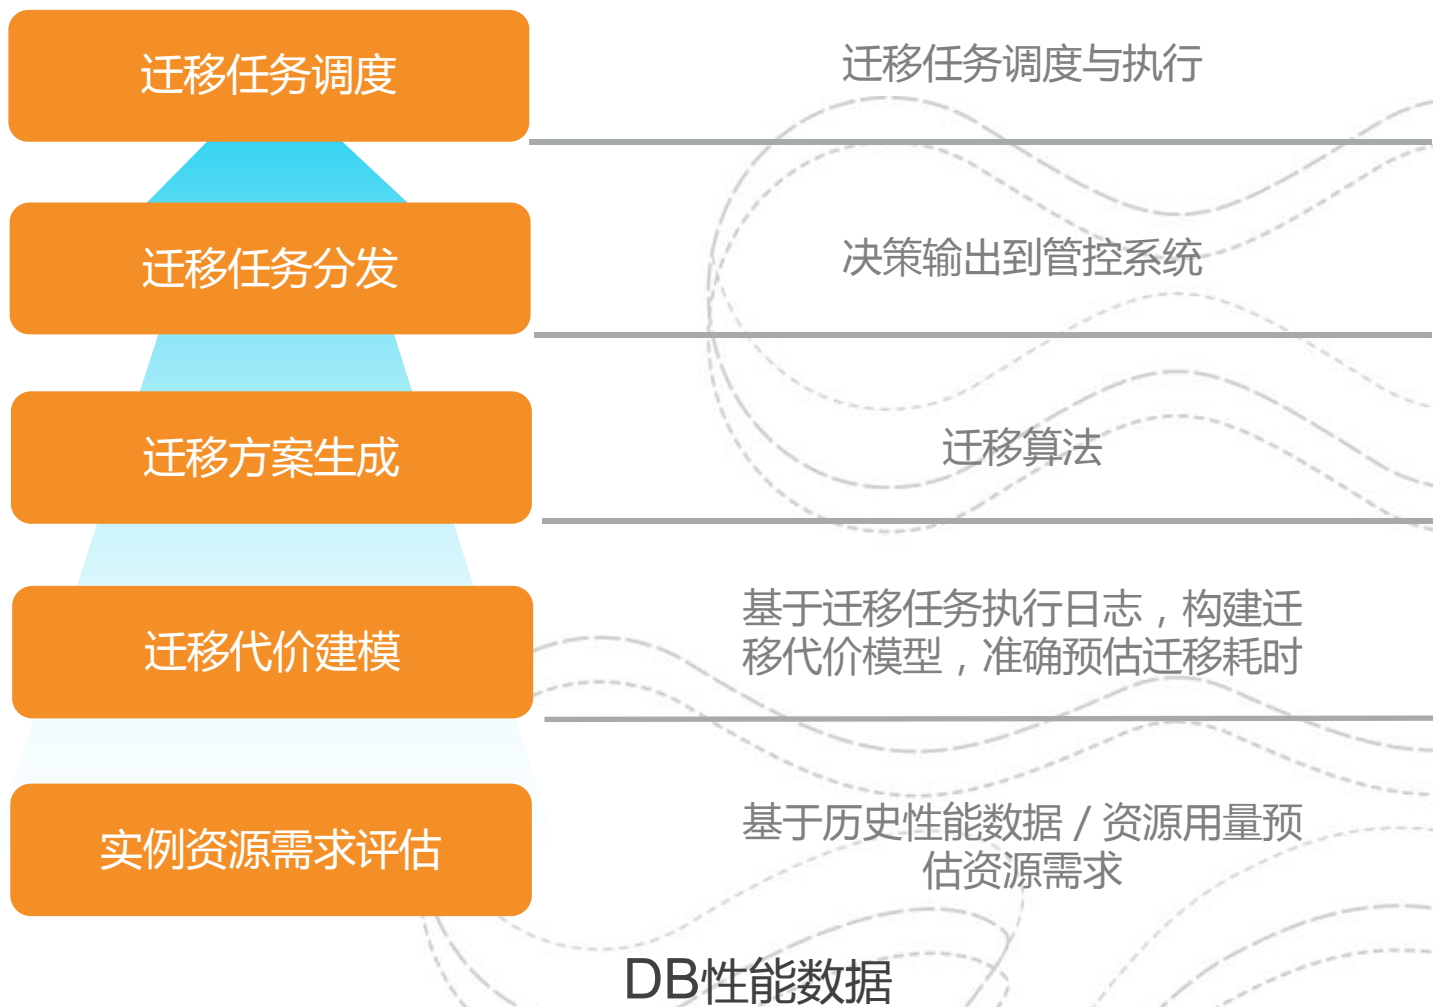 迁移任务调度
迁移任务调度与执行
迁移任务分发
决策输出到管控系统
迁移方案生成
迁移算法
迁移代价建模
基于迁移任务执行日志，构建迁
移代价模型，准确预估迁移耗时
实例资源需求评估
基于历史性能数据 / 资源用量预
估资源需求
DB性能数据